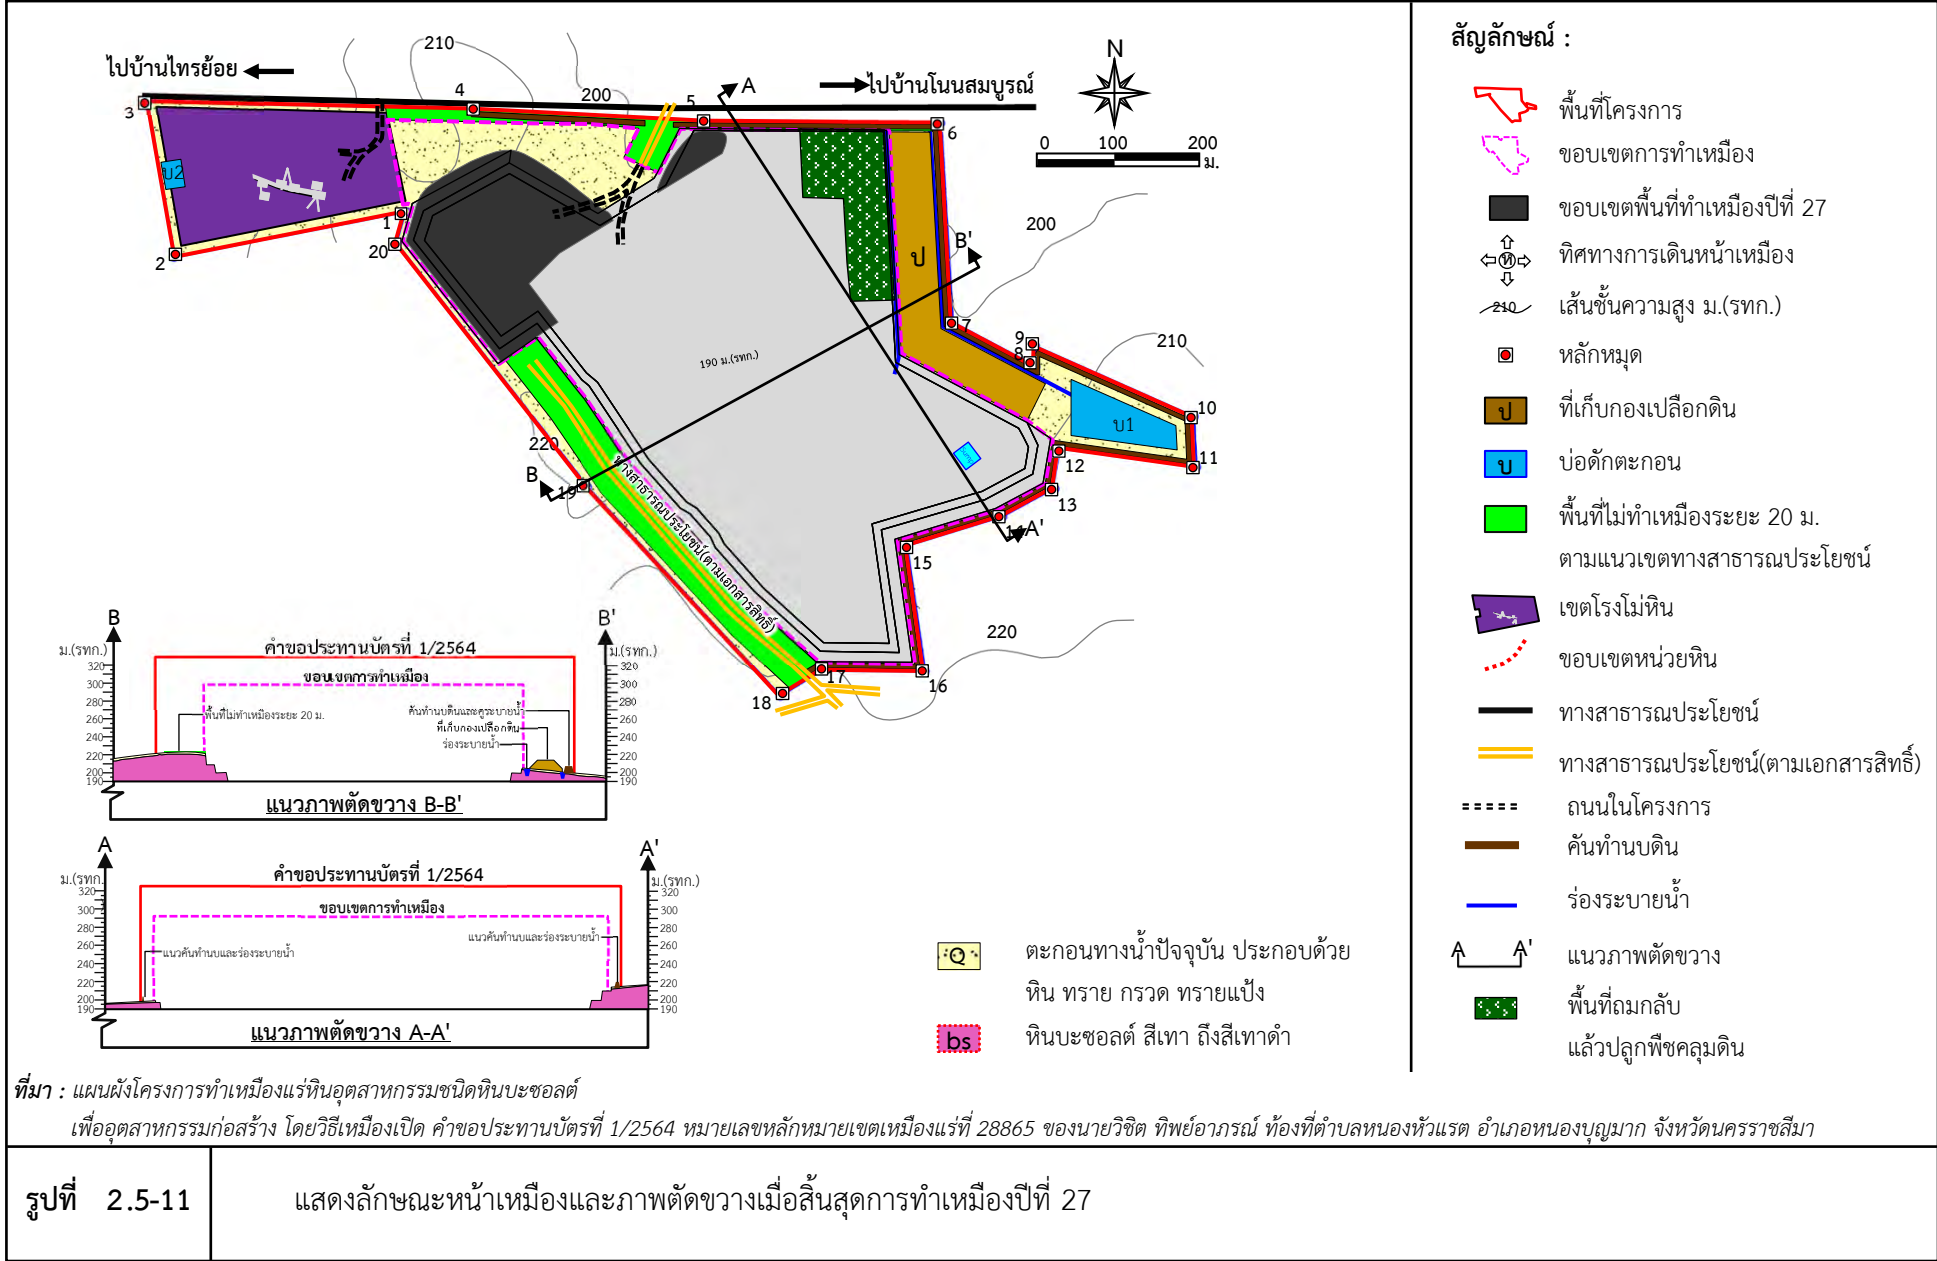 ไปบ้านไทรย้อย
ไปบ้านโนนสมบูรณ์
N
0 100 200
ม.
210
200
200
210
220
220
1
2
3
4
5
6
7
8
9
10
11
12
13
14
15
16
17
18
19
20
A
A'
B
B'
ป
บ1
บ2
190 ม.(รทก.)
ทางสาธารณประโยชน์(ตามเอกสารสิทธิ์)
B
B'
ม.(รทก.)
ม.(รทก.)
คำขอประทานบัตรที่ 1/2564
ขอบเขตการทำเหมือง
พื้นที่ไม่ทำเหมืองระยะ 20 ม.
คันทำนบดินและคูระบายน้ำ
ที่เก็บกองเปลือกดิน
ร่องระบายน้ำ
320
300
280
260
240
220
200
190
320
300
280
260
240
220
200
190
แนวภาพตัดขวาง B-B'
A
A'
ม.(รทก.
ม.(รทก.)
คำขอประทานบัตรที่ 1/2564
ขอบเขตการทำเหมือง
แนวคันทำนบและร่องระบายน้ำ
แนวคันทำนบและร่องระบายน้ำ
320
300
280
260
240
220
200
190
320
300
280
260
240
220
200
190
แนวภาพตัดขวาง A-A'
Q ตะกอนทางน้ำปัจจุบัน ประกอบด้วย
หิน ทราย กรวด ทรายแป้ง
bs หินบะซอลต์ สีเทา ถึงสีเทาดำ
สัญลักษณ์ :
พื้นที่โครงการ
ขอบเขตการทำเหมือง
ขอบเขตพื้นที่ทำเหมืองปีที่ 27
ท ทิศทางการเดินหน้าเหมือง
210 เส้นชั้นความสูง ม.(รทก.)
หลักหมุด
ป ที่เก็บกองเปลือกดิน
บ บ่อดักตะกอน
พื้นที่ไม่ทำเหมืองระยะ 20 ม.
ตามแนวเขตทางสาธารณประโยชน์
เขตโรงโม่หิน
ขอบเขตหน่วยหิน
ทางสาธารณประโยชน์
ทางสาธารณประโยชน์(ตามเอกสารสิทธิ์)
ถนนในโครงการ
คันทำนบดิน
ร่องระบายน้ำ
A A' แนวภาพตัดขวาง
พื้นที่ถมกลับ
แล้วปลูกพืชคลุมดิน
ที่มา : แผนผังโครงการทำเหมืองแร่หินอุตสาหกรรมชนิดหินบะซอลต์
เพื่ออุตสาหกรรมก่อสร้าง โดยวิธีเหมืองเปิด คำขอประทานบัตรที่ 1/2564 หมายเลขหลักหมายเขตเหมืองแร่ที่ 28865 ของนายวิชิต ทิพย์อาภรณ์ ท้องที่ตำบลหนองหัวแรต อำเภอหนองบุญมาก จังหวัดนครราชสีมา
รูปที่ 2.5-11 แสดงลักษณะหน้าเหมืองและภาพตัดขวางเมื่อสิ้นสุดการทำเหมืองปีที่ 27